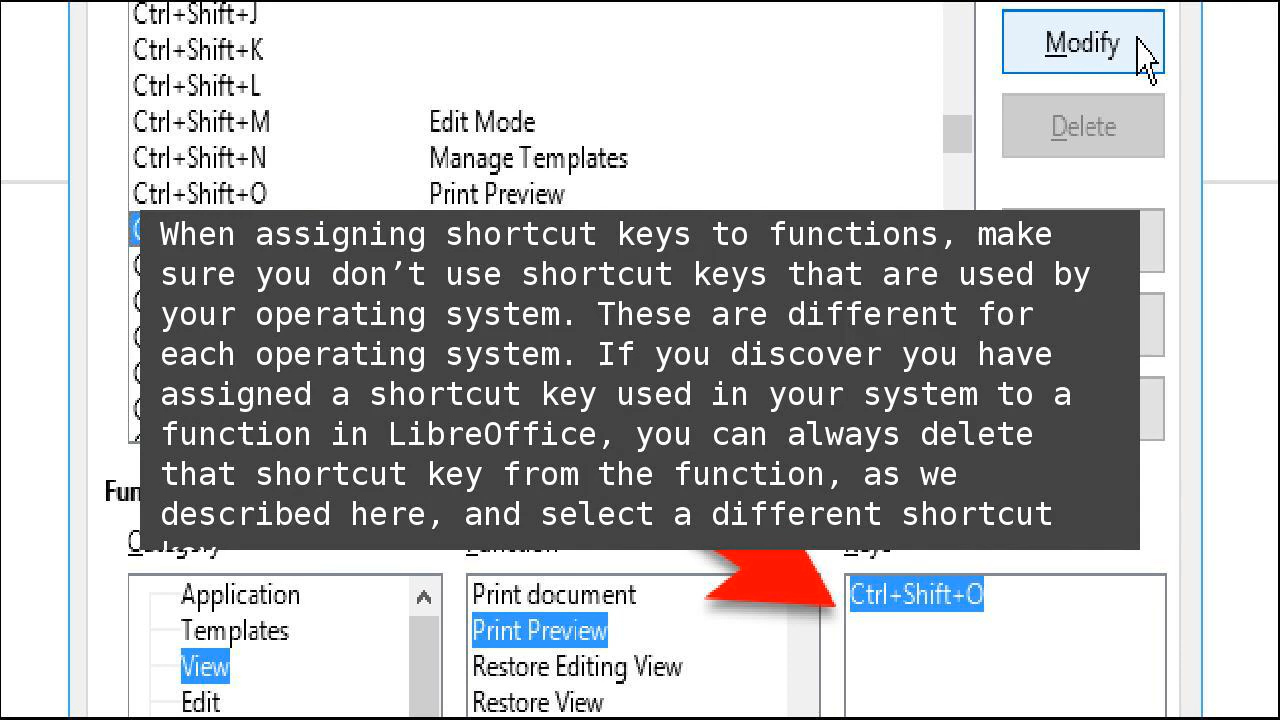 Ctrl+Shift+J
Ctrl+Shift+K
Ctrl+Shift+L
Ctrl+Shift+M Edit Mode
Ctrl+Shift+N Manage Templates
Ctrl+Shift+O Print Preview
Modify
Delete
When assigning shortcut keys to functions, make
sure you don’t use shortcut keys that are used by
your operating system. These are different for
each operating system. If you discover you have
assigned a shortcut key used in your system to a
function in LibreOffice, you can always delete
that shortcut key from the function, as we
described here, and select a different shortcut
Category Function Keys
Application
Templates
View
Edit
Print document
Print Preview
Restore Editing View
Restore View
Ctrl+Shift+O